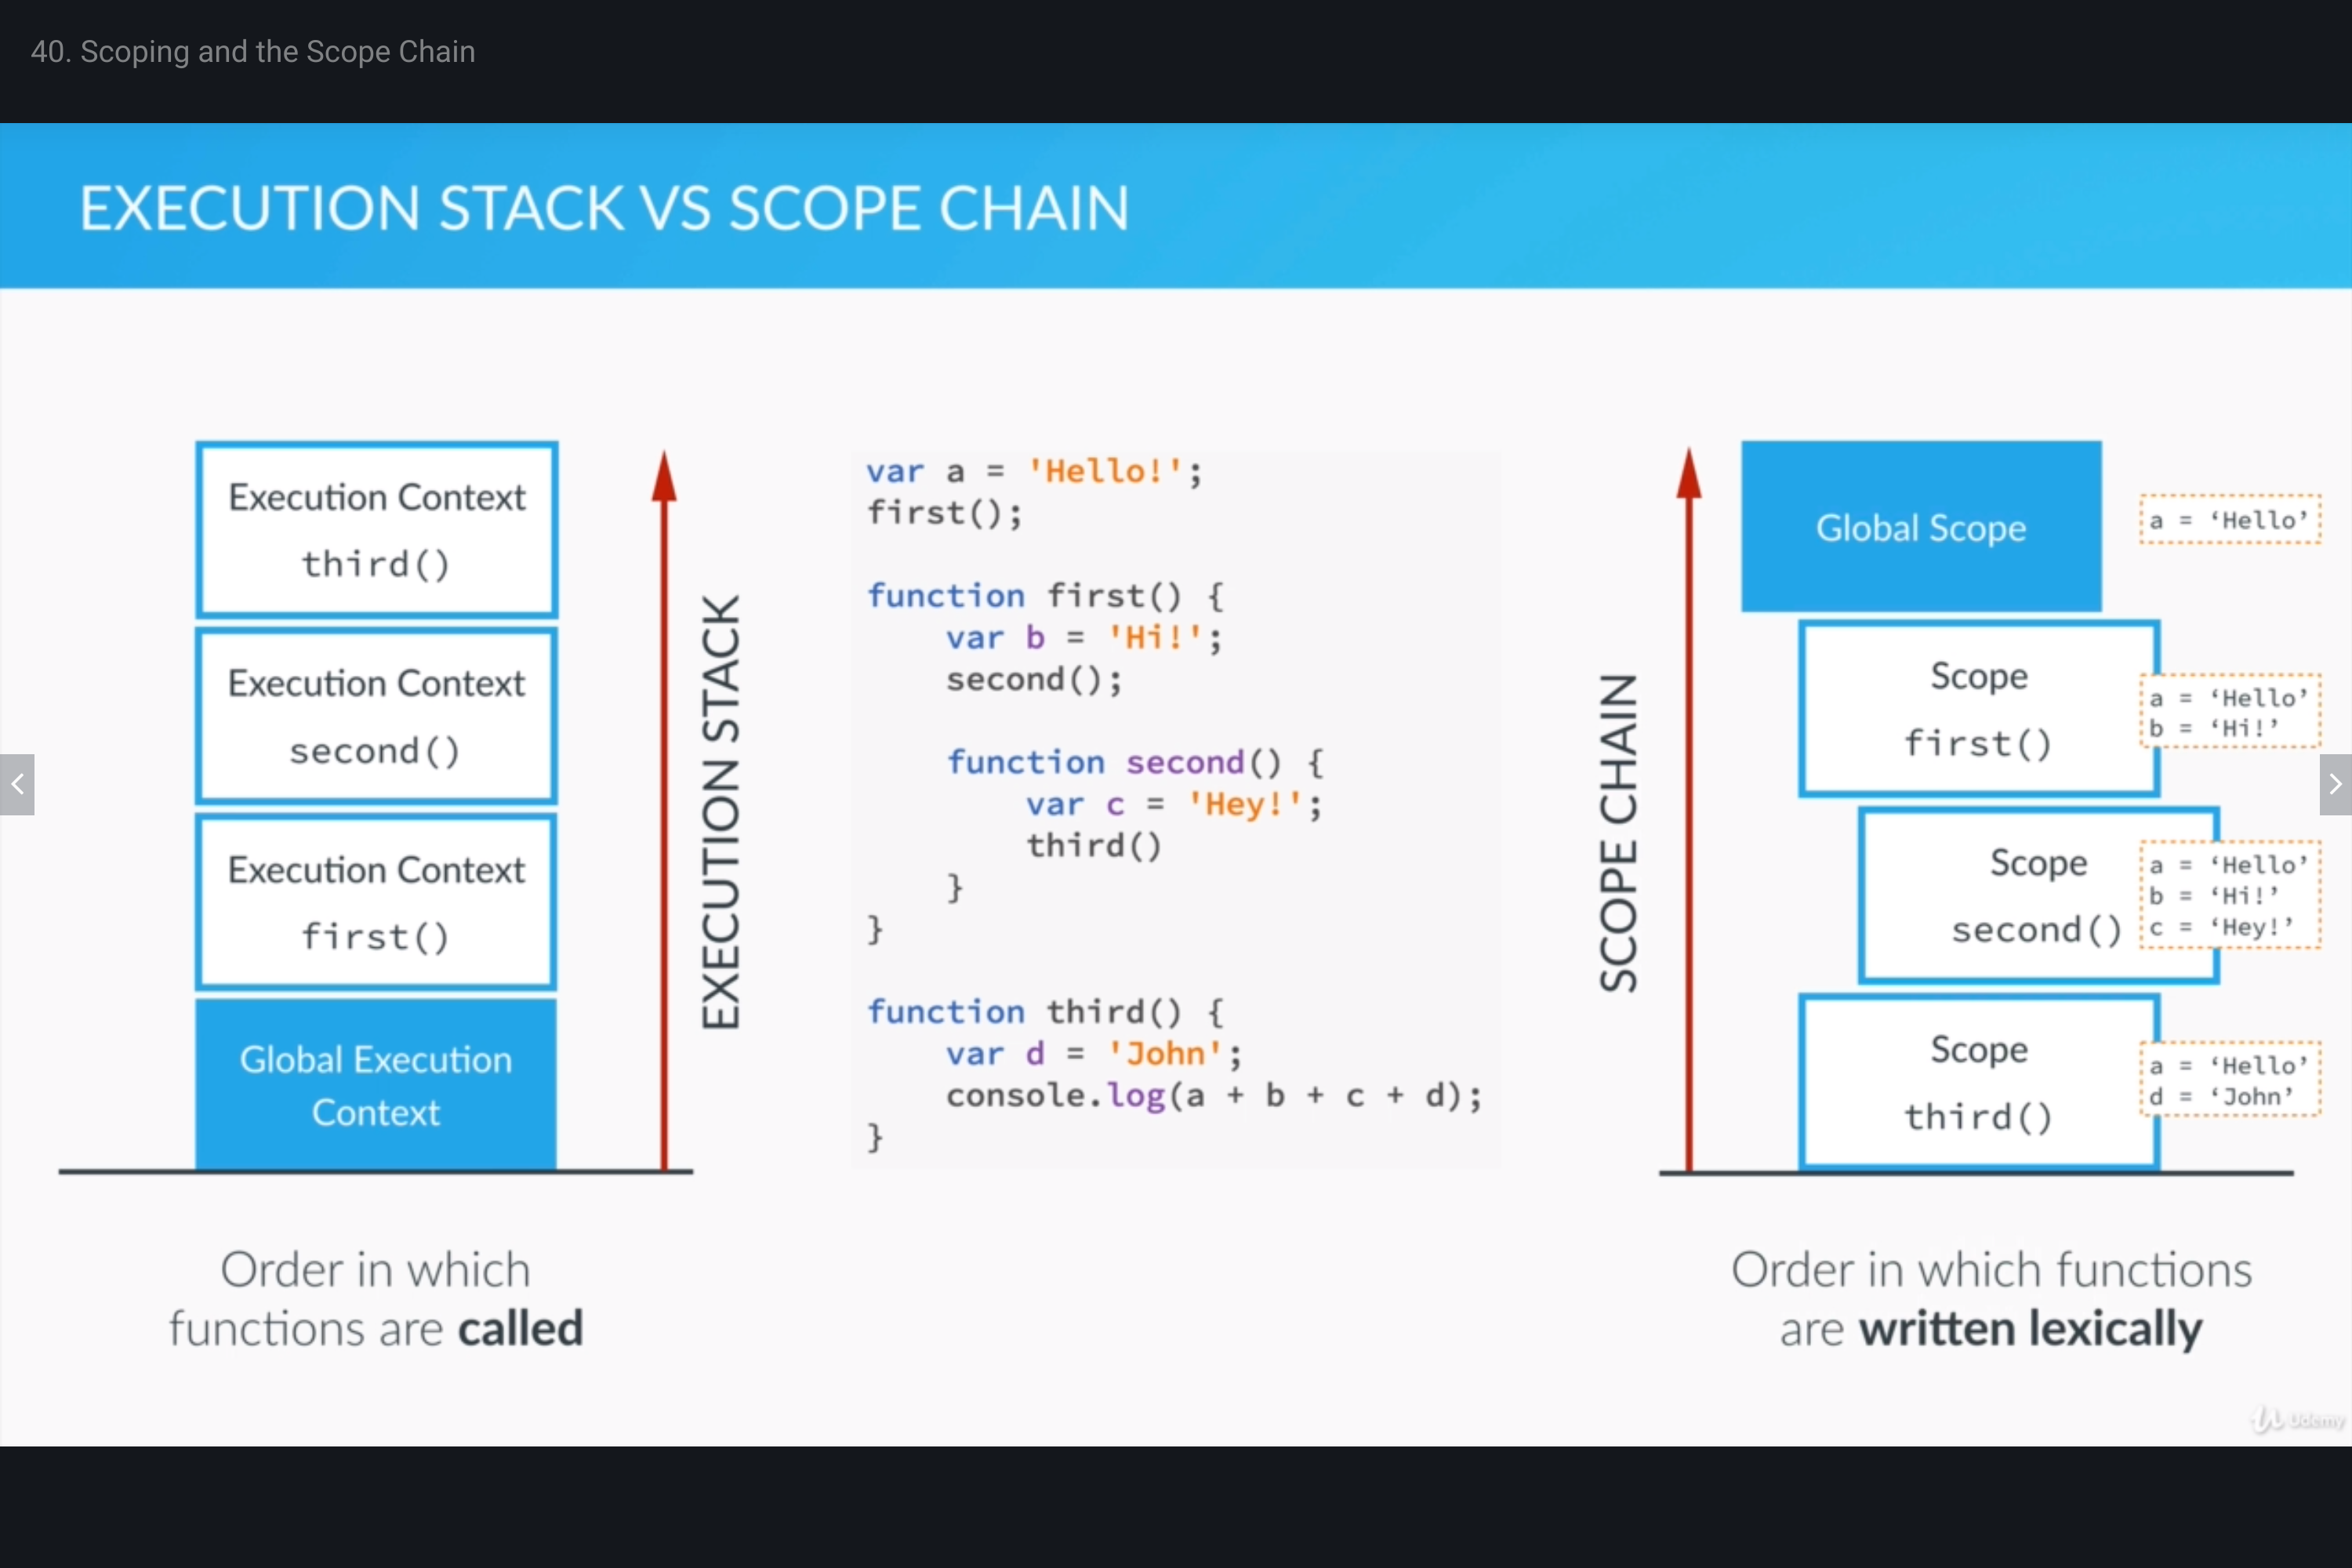 40. Scoping and the Scope Chain
EXECUTION STACK VS SCOPE CHAIN
Execution Context
third()
Execution Context
second()
Execution Context
first()
Global Execution
Context
EXECUTION STACK
Order in which
functions are called
var a = 'Hello!';
first();
function first() {
    var b = 'Hi!';
    second();
    function second() {
        var c = 'Hey!';
        third()
    }
}
function third() {
    var d = 'John';
    console.log(a + b + c + d);
}
SCOPE CHAIN
Global Scope
a = ‘Hello’
Scope
first()
a = ‘Hello’
b = ‘Hi!’
Scope
second()
a = ‘Hello’
b = ‘Hi!’
c = ‘Hey!’
Scope
third()
a = ‘Hello’
d = ‘John’
Order in which functions
are written lexically
Udemy